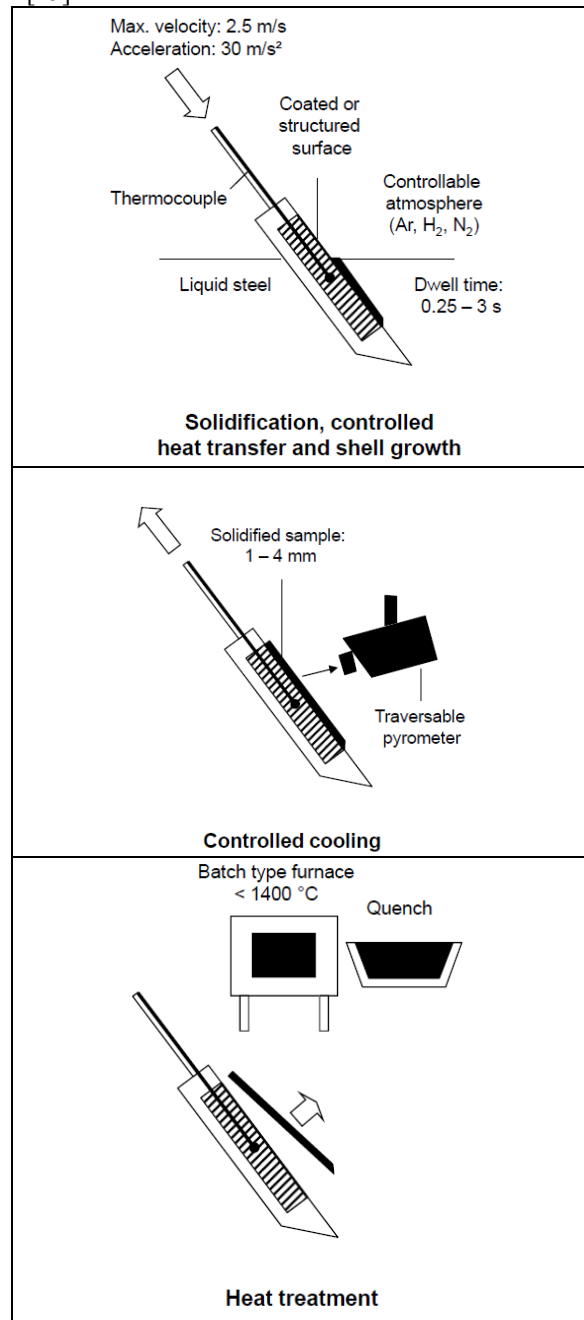 Max. velocity: 2.5 m/s
Acceleration: 30 m/s²
Coated or
structured
surface
Thermocouple
Controllable
atmosphere
(Ar, H₂, N₂)
Liquid steel
Dwell time:
0.25 – 3 s
Solidification, controlled
heat transfer and shell growth
Solidified sample:
1 – 4 mm
Traversable
pyrometer
Controlled cooling
Batch type furnace
< 1400 °C
Quench
Heat treatment